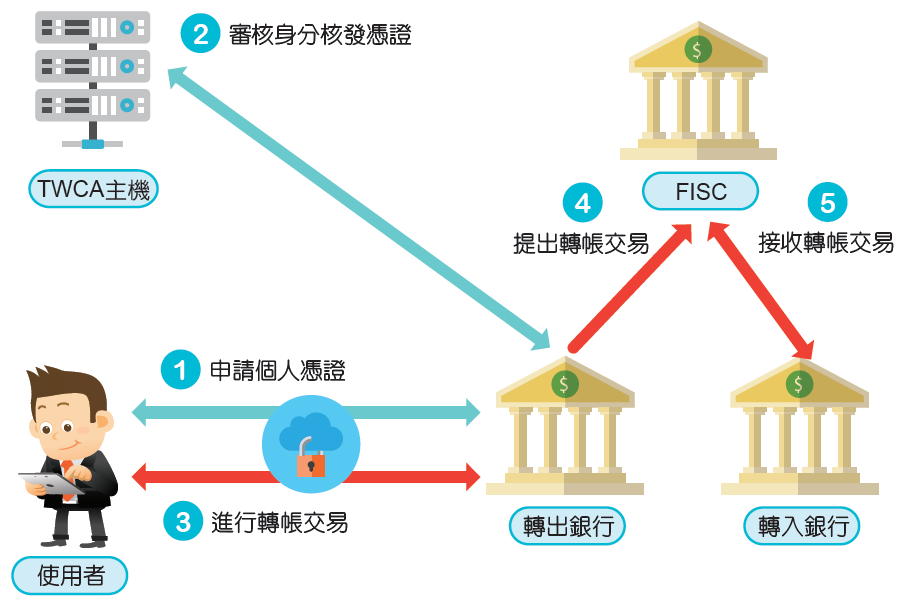 2 審核身分核發憑證
TWCA主機
$
FISC
4
提出轉帳交易
5
接收轉帳交易
1 申請個人憑證
$
$
3 進行轉帳交易
轉出銀行
轉入銀行
使用者